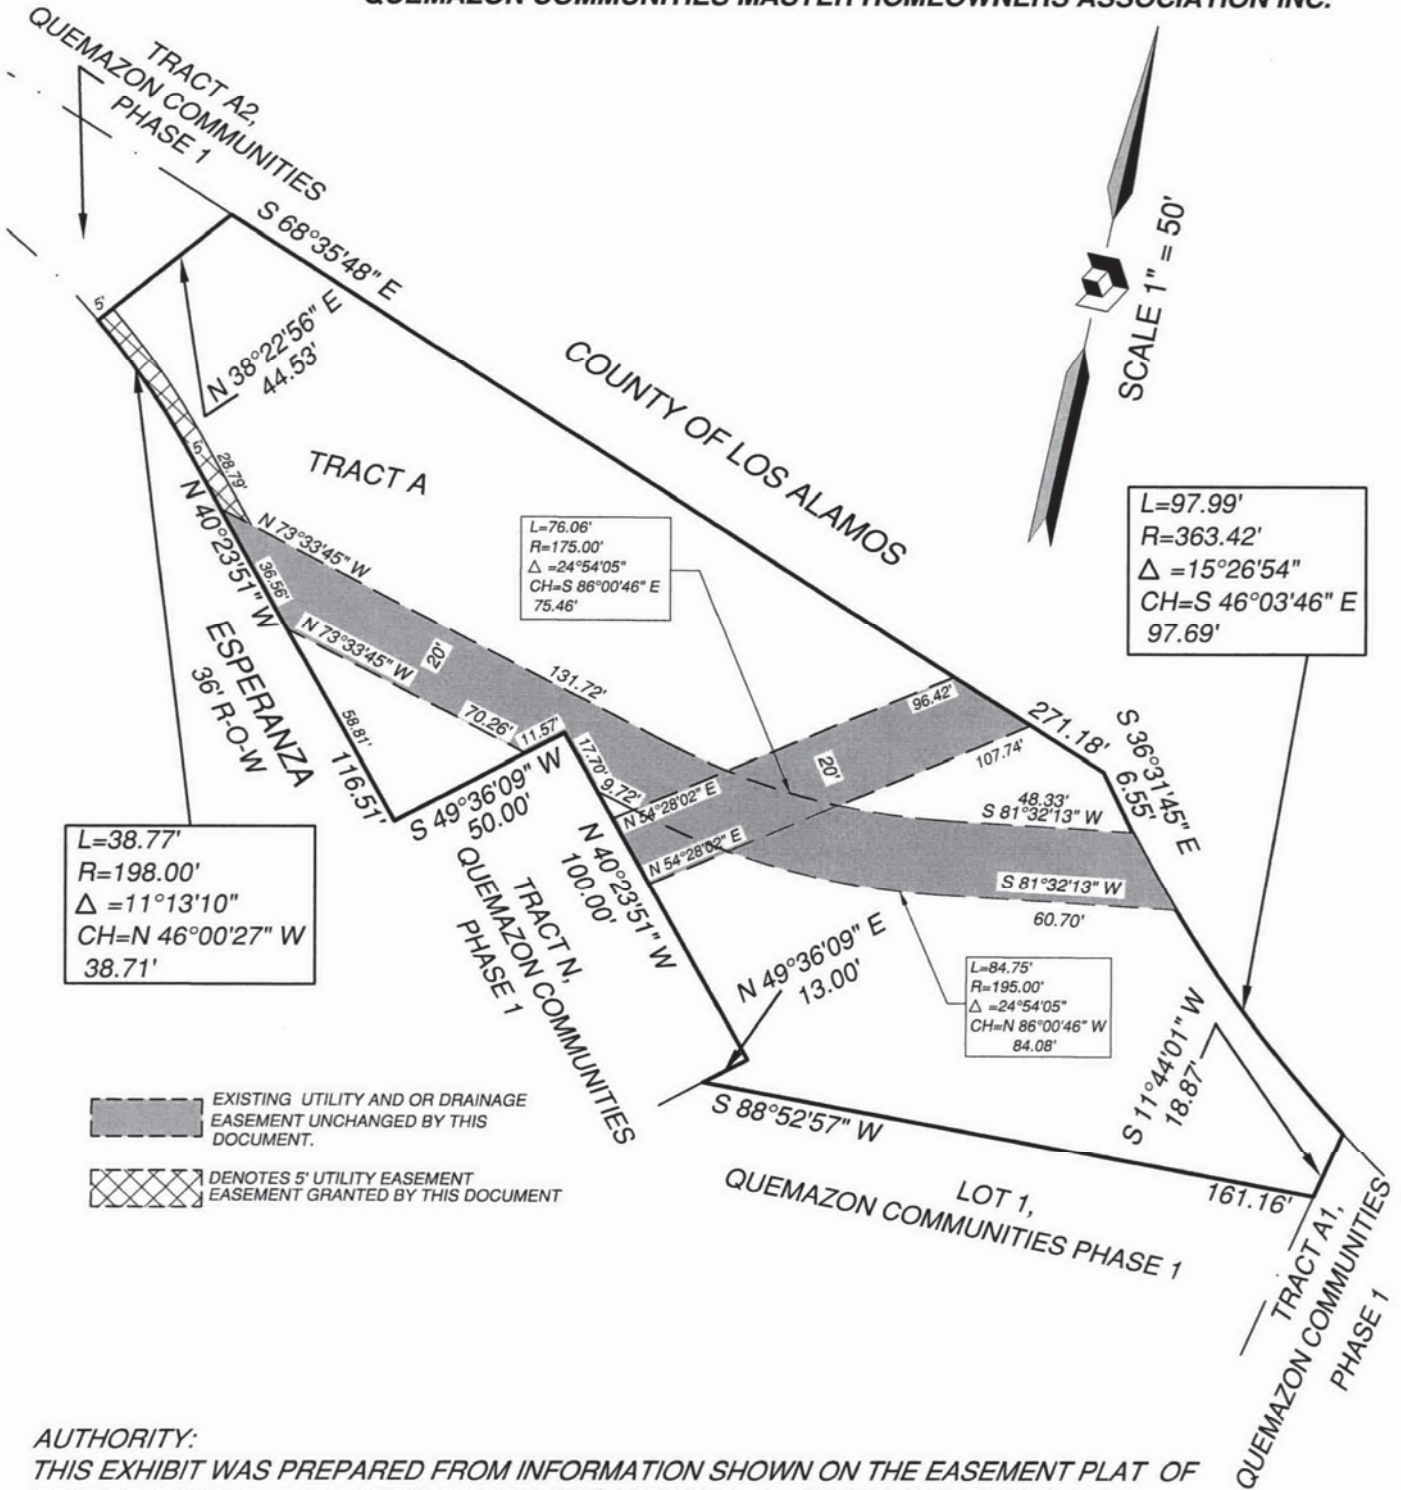 QUEMAZON COMMUNITIES MASTER HOMEOWNERS ASSOCIATION INC.
TRACT A2,
QUEMAZON COMMUNITIES
PHASE 1
S 68°35'48" E
5'
N 38°22'56" E
44.53'
COUNTY OF LOS ALAMOS
SCALE 1" = 50'
TRACT A
5'
28.79'
N 40°23'51" W
N 73°33'45" W
36.56'
N 73°33'45" W
20'
131.72'
70.26'
11.57'
ESPERANZA
36' R-O-W
58.81'
116.51'
L=76.06'
R=175.00'
Δ =24°54'05"
CH=S 86°00'46" E
75.46'
L=97.99'
R=363.42'
Δ =15°26'54"
CH=S 46°03'46" E
97.69'
96.42'
271.18'
107.74'
20'
S 36°31'45" E
6.55'
17.70'
9.72'
N 54°28'02" E
N 54°28'02" E
48.33'
S 81°32'13" W
S 81°32'13" W
60.70'
S 49°36'09" W
50.00'
N 40°23'51" W
100.00'
L=38.77'
R=198.00'
Δ =11°13'10"
CH=N 46°00'27" W
38.71'
TRACT N,
QUEMAZON COMMUNITIES
PHASE 1
N 49°36'09" E
13.00'
L=84.75'
R=195.00'
Δ =24°54'05"
CH=N 86°00'46" W
84.08'
S 11°44'01" W
18.87'
EXISTING UTILITY AND OR DRAINAGE
EASEMENT UNCHANGED BY THIS
DOCUMENT.
DENOTES 5' UTILITY EASEMENT
EASEMENT GRANTED BY THIS DOCUMENT
S 88°52'57" W
161.16'
LOT 1,
QUEMAZON COMMUNITIES PHASE 1
TRACT A1,
QUEMAZON COMMUNITIES
PHASE 1
AUTHORITY:
THIS EXHIBIT WAS PREPARED FROM INFORMATION SHOWN ON THE EASEMENT PLAT OF